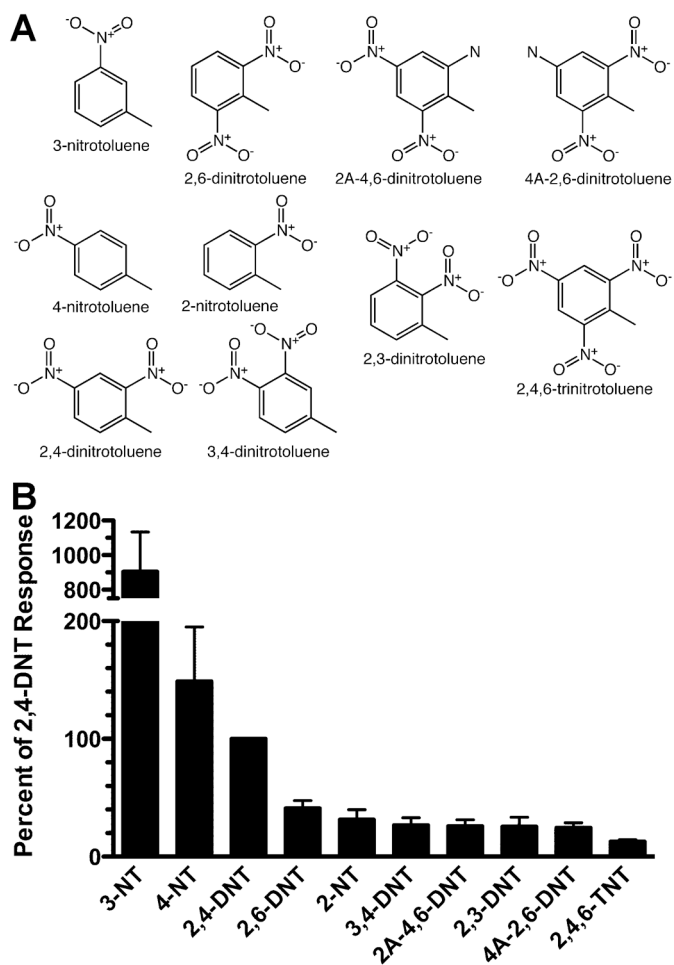 A
-O N+ O
3-nitrotoluene
O N+ O-
O N+ O-
2,6-dinitrotoluene
O -O N+ N
O N+ O-
2A-4,6-dinitrotoluene
N O N+ O-
O N+ O-
4A-2,6-dinitrotoluene
O -O N+
4-nitrotoluene
O N+ O-
2-nitrotoluene
O N+ O-
O N+ O-
2,3-dinitrotoluene
O -O N+ O N+ O-
O N+ O-
2,4,6-trinitrotoluene
O -O N+ O N+ O-
2,4-dinitrotoluene
-O N+ O
O -O N+
3,4-dinitrotoluene
B
Percent of 2,4-DNT Response
1200
1000
800
200
100
0
3-NT
4-NT
2,4-DNT
2,6-DNT
2-NT
3,4-DNT
2A-4,6-DNT
2,3-DNT
4A-2,6-DNT
2,4,6-TNT